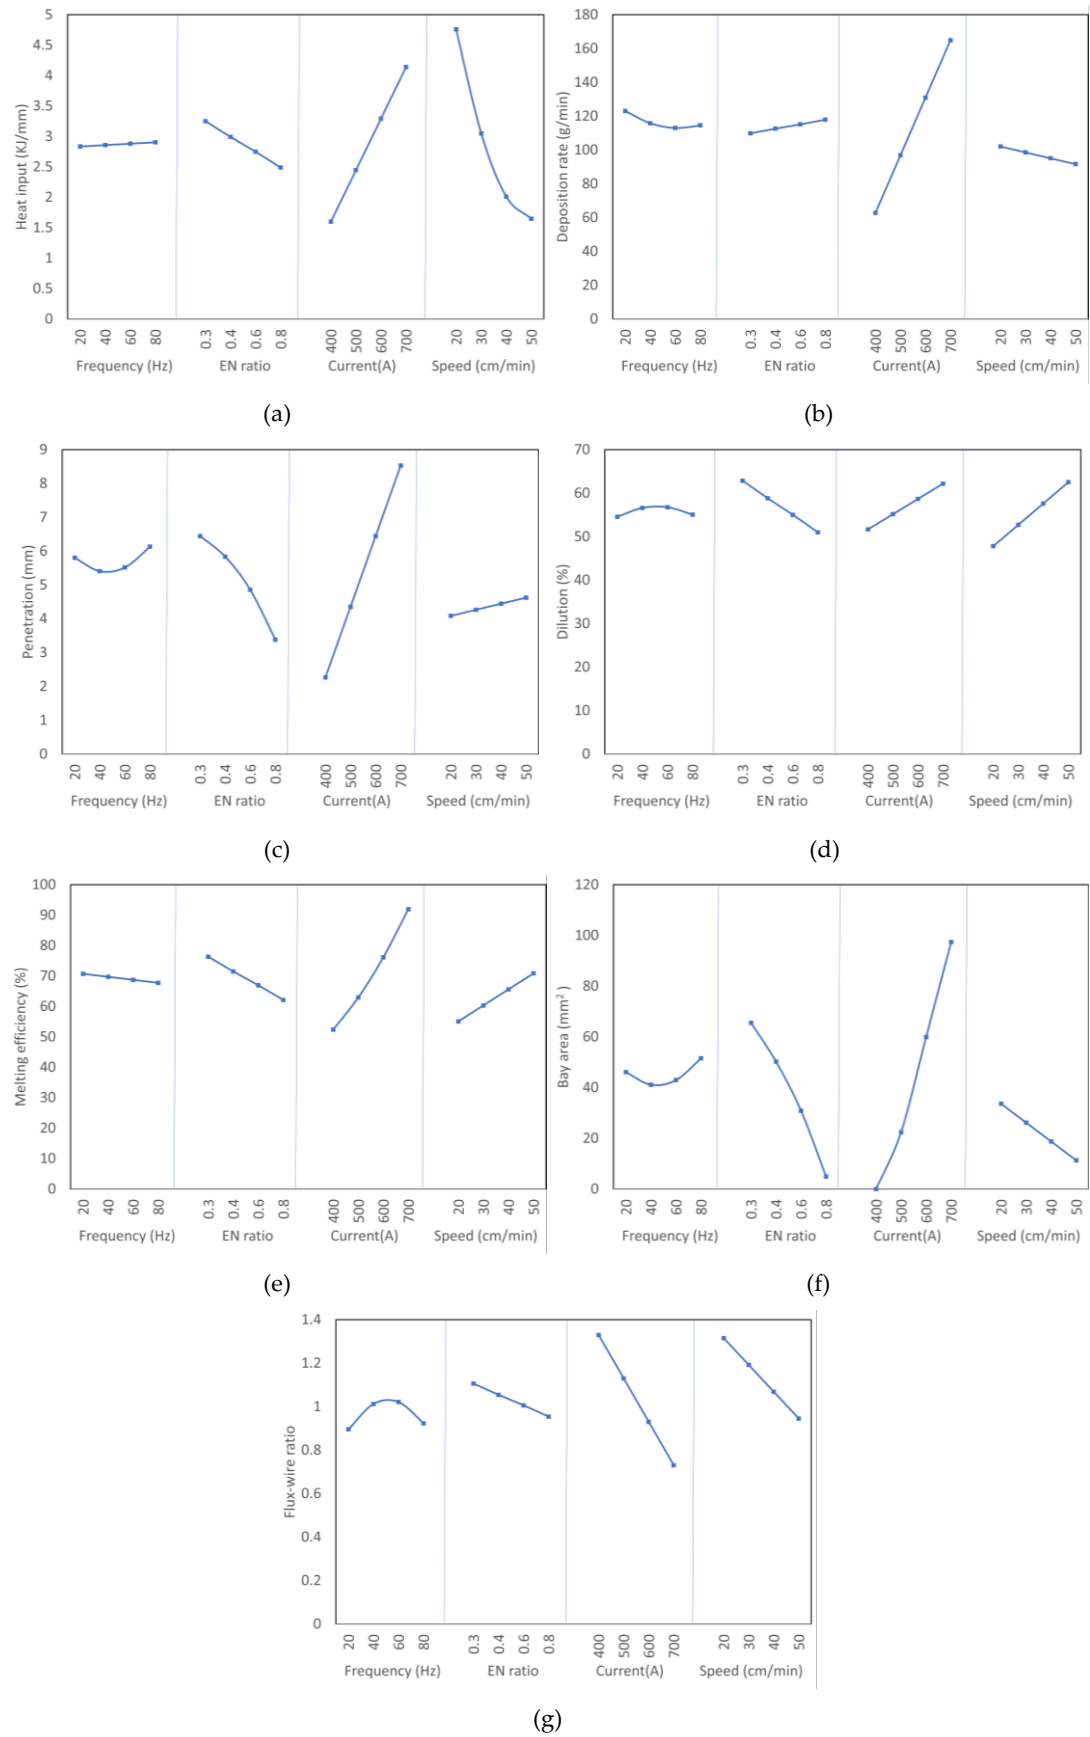 5
4.5
4
3.5
3
2.5
2
1.5
1
0.5
0
Heat input (KJ/mm)
20 40 60 80 0.3 0.4 0.6 0.8 400 500 600 700 20 30 40 50
Frequency (Hz) EN ratio Current(A) Speed (cm/min)
(a)
180
160
140
120
100
80
60
40
20
0
Deposition rate (g/min)
20 40 60 80 0.3 0.4 0.6 0.8 400 500 600 700 20 30 40 50
Frequency (Hz) EN ratio Current(A) Speed (cm/min)
(b)
9
8
7
6
5
4
3
2
1
0
Penetration (mm)
20 40 60 80 0.3 0.4 0.6 0.8 400 500 600 700 20 30 40 50
Frequency (Hz) EN ratio Current(A) Speed (cm/min)
(c)
70
60
50
40
30
20
10
0
Dilution (%)
20 40 60 80 0.3 0.4 0.6 0.8 400 500 600 700 20 30 40 50
Frequency (Hz) EN ratio Current(A) Speed (cm/min)
(d)
100
90
80
70
60
50
40
30
20
10
0
Melting efficiency (%)
20 40 60 80 0.3 0.4 0.6 0.8 400 500 600 700 20 30 40 50
Frequency (Hz) EN ratio Current(A) Speed (cm/min)
(e)
120
100
80
60
40
20
0
Bay area (mm²)
20 40 60 80 0.3 0.4 0.6 0.8 400 500 600 700 20 30 40 50
Frequency (Hz) EN ratio Current(A) Speed (cm/min)
(f)
1.4
1.2
1
0.8
0.6
0.4
0.2
0
Flux-wire ratio
20 40 60 80 0.3 0.4 0.6 0.8 400 500 600 700 20 30 40 50
Frequency (Hz) EN ratio Current(A) Speed (cm/min)
(g)